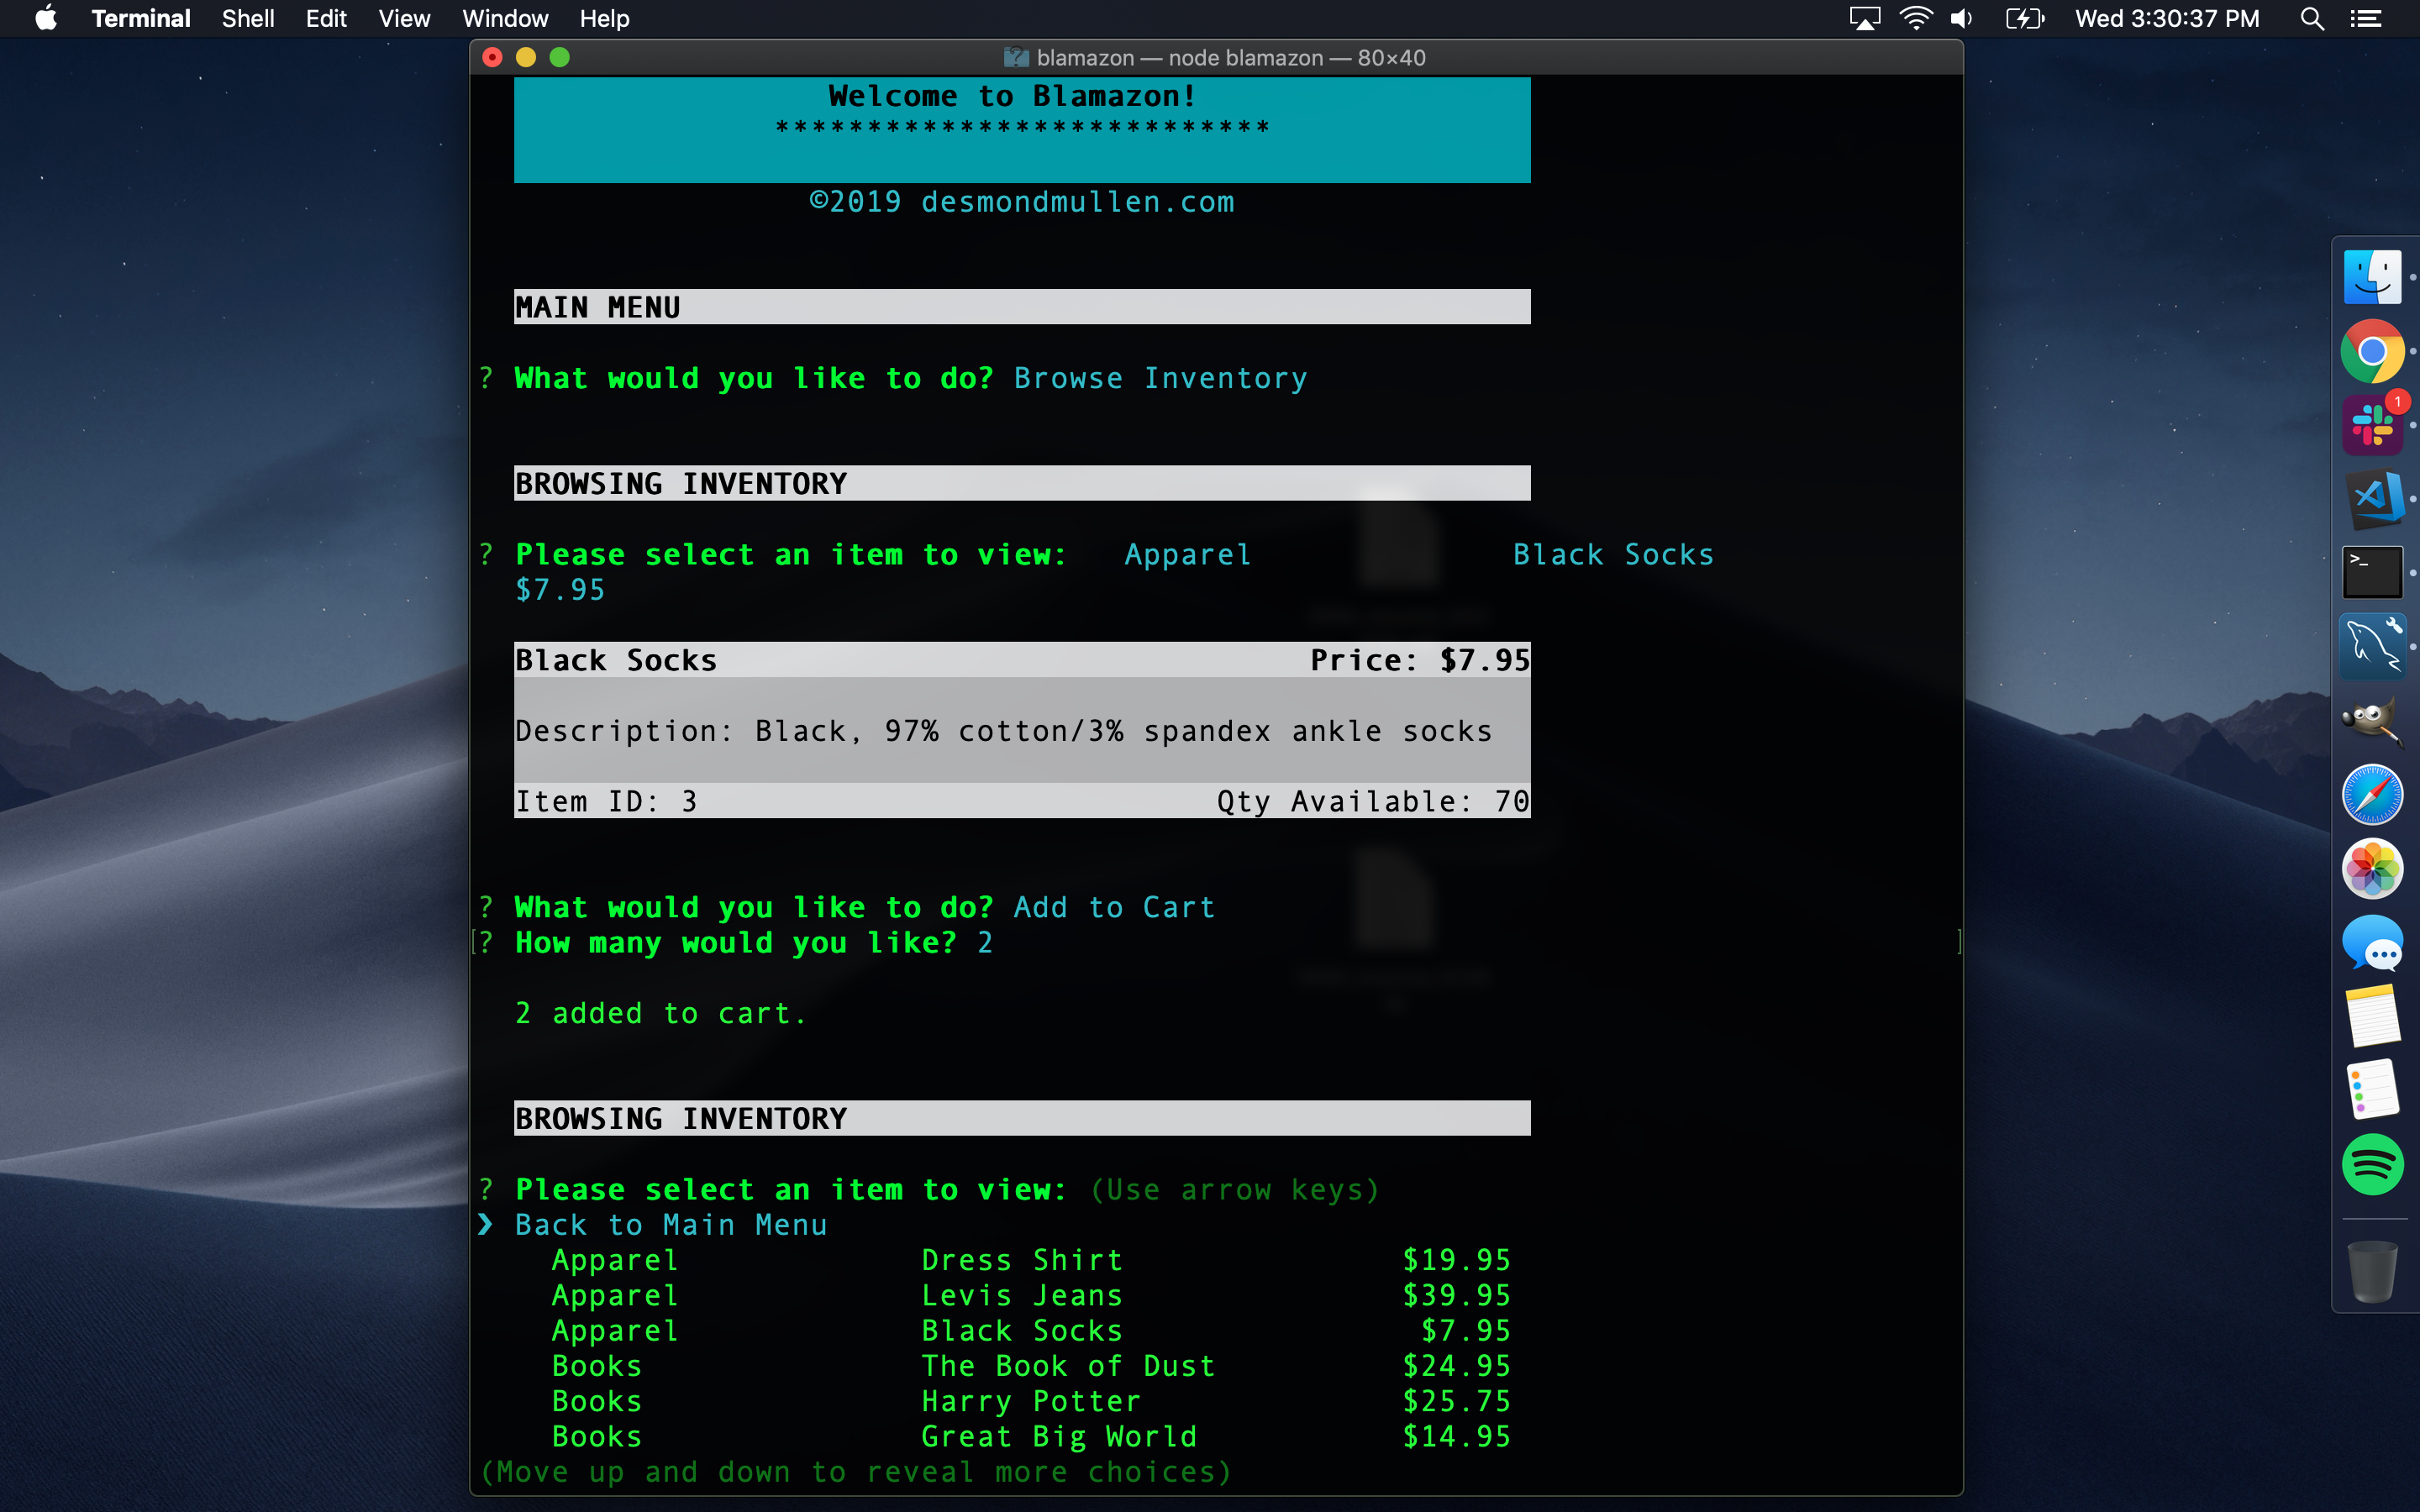 Terminal Shell Edit View Window Help Wed 3:30:37 PM
blamazon — node blamazon — 80×40
Welcome to Blamazon!
***************************
©2019 desmondmullen.com
MAIN MENU
? What would you like to do? Browse Inventory
BROWSING INVENTORY
? Please select an item to view: Apparel Black Socks
$7.95
Black Socks Price: $7.95
Description: Black, 97% cotton/3% spandex ankle socks
Item ID: 3 Qty Available: 70
? What would you like to do? Add to Cart
[? How many would you like? 2 ]
2 added to cart.
BROWSING INVENTORY
? Please select an item to view: (Use arrow keys)
❯ Back to Main Menu
Apparel Dress Shirt $19.95
Apparel Levis Jeans $39.95
Apparel Black Socks $7.95
Books The Book of Dust $24.95
Books Harry Potter $25.75
Books Great Big World $14.95
(Move up and down to reveal more choices)
1
>_